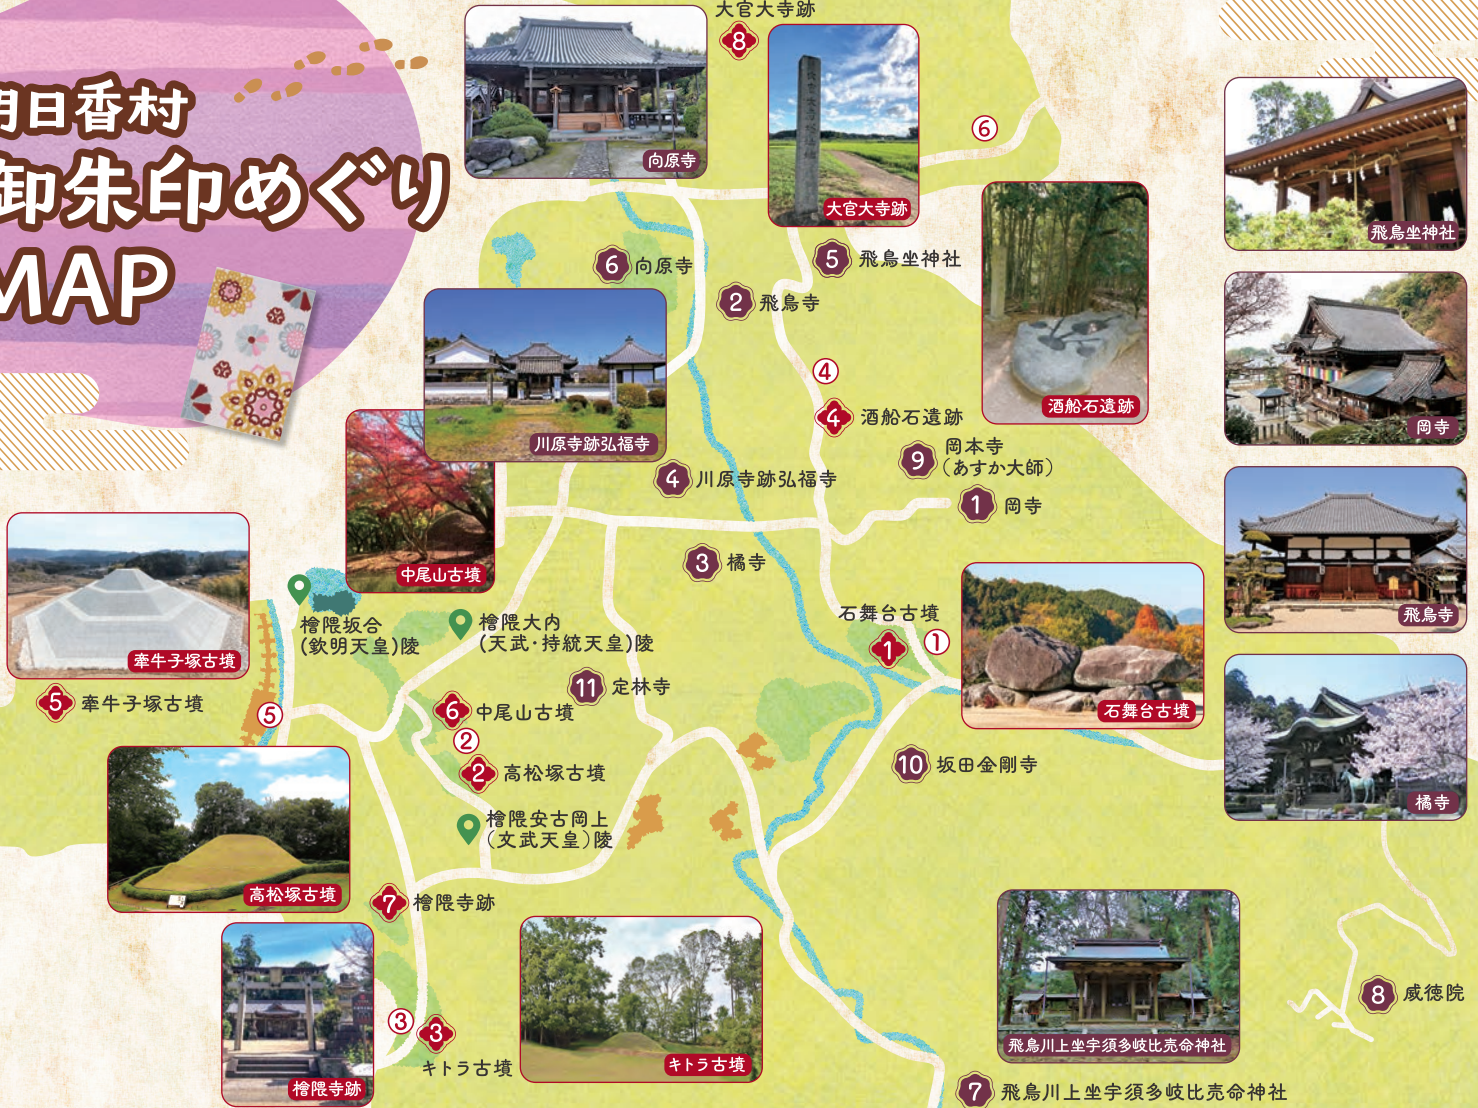 明日香村
御朱印めぐり
MAP
大官大寺跡
8
向原寺
大官大寺跡
6
飛鳥坐神社
6 向原寺
5 飛鳥坐神社
2 飛鳥寺
川原寺跡弘福寺
4
4 酒船石遺跡
酒船石遺跡
岡寺
9 岡本寺
(あすか大師)
4 川原寺跡弘福寺
1 岡寺
中尾山古墳
3 橘寺
飛鳥寺
牽牛子塚古墳
5 牽牛子塚古墳
檜隈坂合
(欽明天皇)陵
檜隈大内
(天武・持統天皇)陵
石舞台古墳
1
1
石舞台古墳
11 定林寺
5
6 中尾山古墳
2
2 高松塚古墳
10 坂田金剛寺
橘寺
檜隈安古岡上
(文武天皇)陵
高松塚古墳
7 檜隈寺跡
檜隈寺跡
3
3
キトラ古墳
キトラ古墳
飛鳥川上坐宇須多岐比売命神社
8 威徳院
7 飛鳥川上坐宇須多岐比売命神社